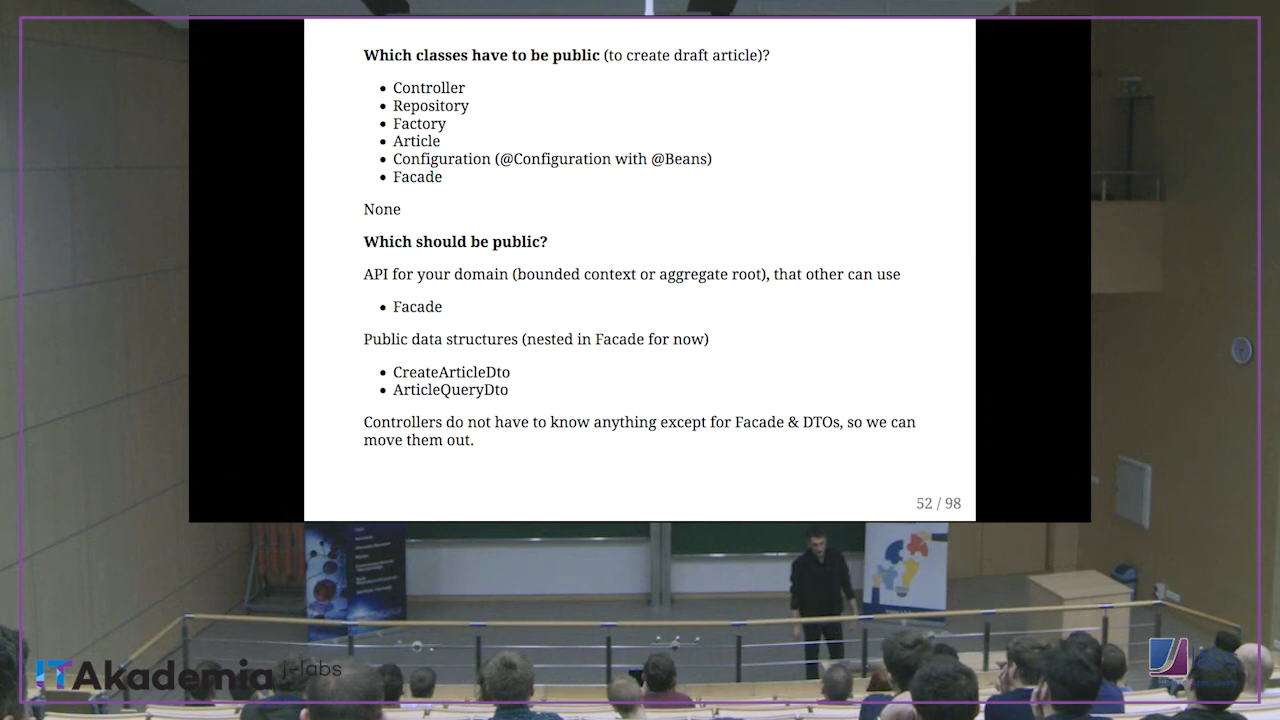 Which classes have to be public (to create draft article)?
• Controller
• Repository
• Factory
• Article
• Configuration (@Configuration with @Beans)
• Facade
None
Which should be public?
API for your domain (bounded context or aggregate root), that other can use
• Facade
Public data structures (nested in Facade for now)
• CreateArticleDto
• ArticleQueryDto
Controllers do not have to know anything except for Facade & DTOs, so we can
move them out.
52 / 98
ITAkademia j-labs